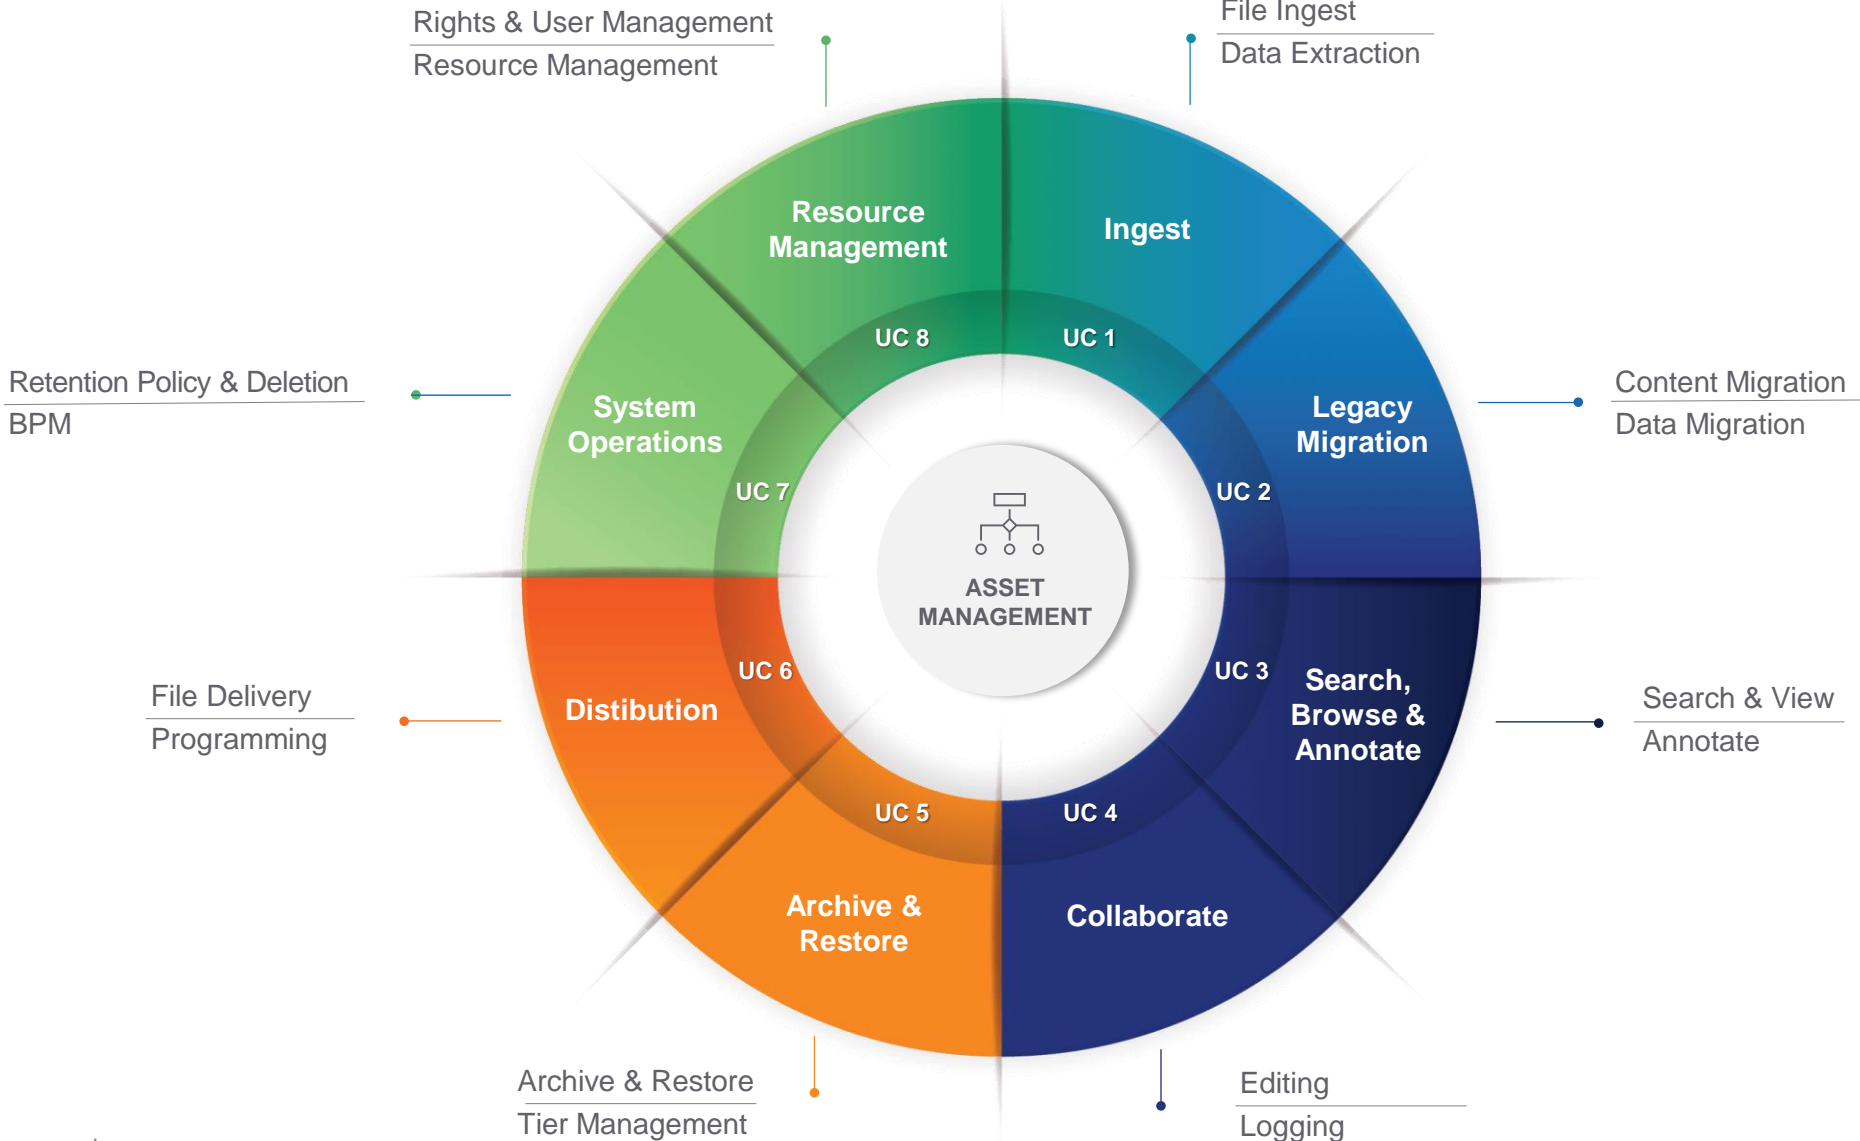 Rights & User Management
Resource Management
File Ingest
Data Extraction
Resource
Management
Ingest
UC 8
UC 1
Retention Policy & Deletion
BPM
System
Operations
Legacy
Migration
Content Migration
Data Migration
UC 7
UC 2
ASSET
MANAGEMENT
UC 6
UC 3
File Delivery
Programming
Distibution
Search,
Browse &
Annotate
Search & View
Annotate
UC 5
UC 4
Archive &
Restore
Collaborate
Archive & Restore
Tier Management
Editing
Logging